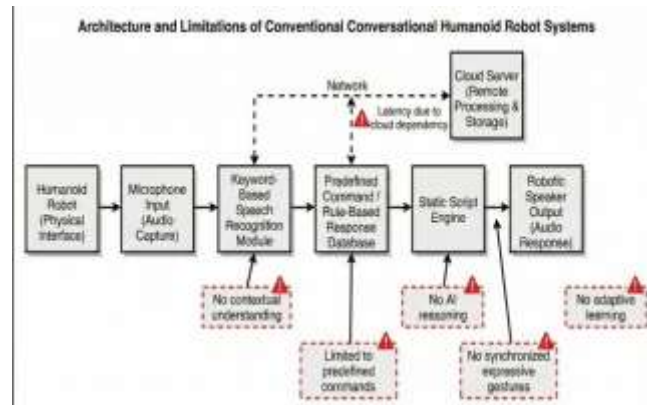 Architecture and Limitations of Conventional Conversational Humanoid Robot Systems
Network
Cloud Server
(Remote
Processing &
Storage)
Latency due to
cloud dependency
Humanoid
Robot
(Physical
Interface)
Microphone
Input
(Audio
Capture)
Keyword-
Based
Speech
Recognition
Module
Predefined
Command /
Rule-Based
Response
Database
Static Script
Engine
Robotic
Speaker
Output
(Audio
Response)
No contextual
understanding
Limited to
predefined
commands
No AI
reasoning
No synchronized
expressive
gestures
No adaptive
learning